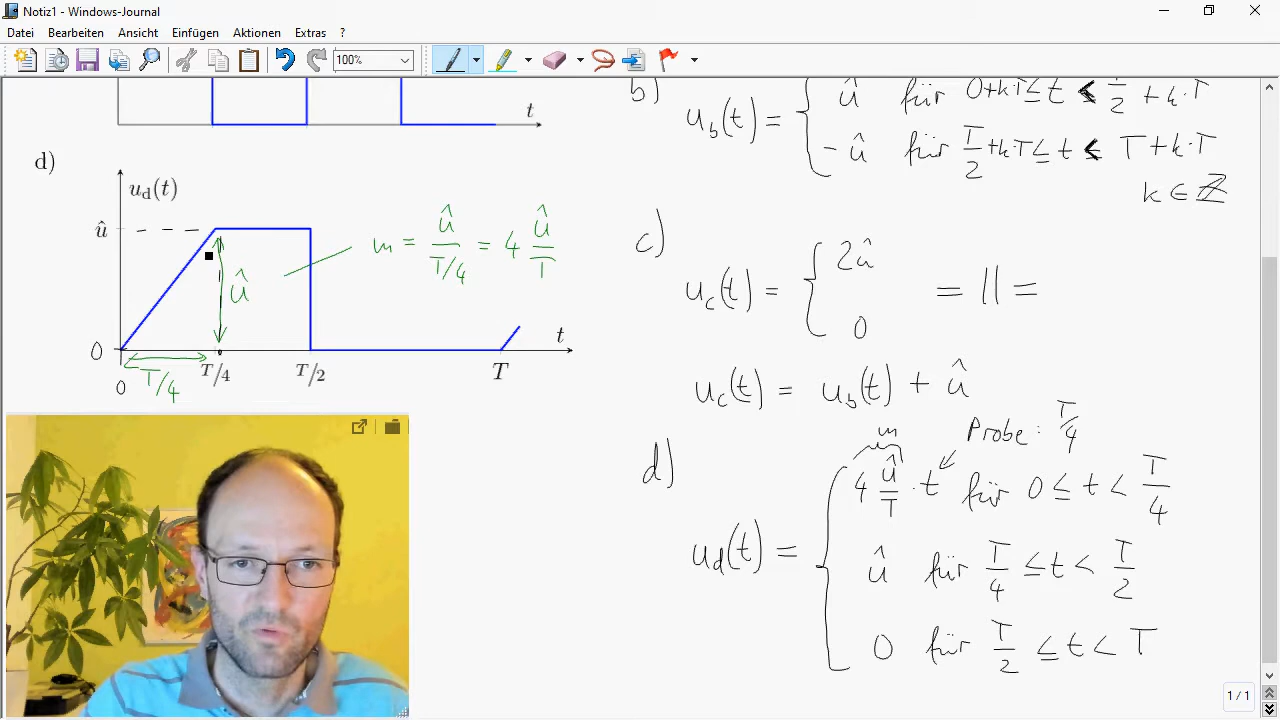 Notiz1 - Windows-Journal
Datei Bearbeiten Ansicht Einfügen Aktionen Extras ?
100%
t
d)
u_d(t)
û
m = û / T/4 = 4 û/T
û
0
t
T/4
0
T/4
T/2
T
b)
u_b(t) = { û für 0+kT ≤ t < T/2 + k·T
-û für T/2+k·T ≤ t < T+k·T
k ∈ ℤ
c)
u_c(t) = { 2û
0
= || =
u_c(t) = u_b(t) + û
d)
m
Probe: T/4
u_d(t) = { 4 û/T · t für 0 ≤ t < T/4
û für T/4 ≤ t < T/2
0 für T/2 ≤ t < T
1 / 1